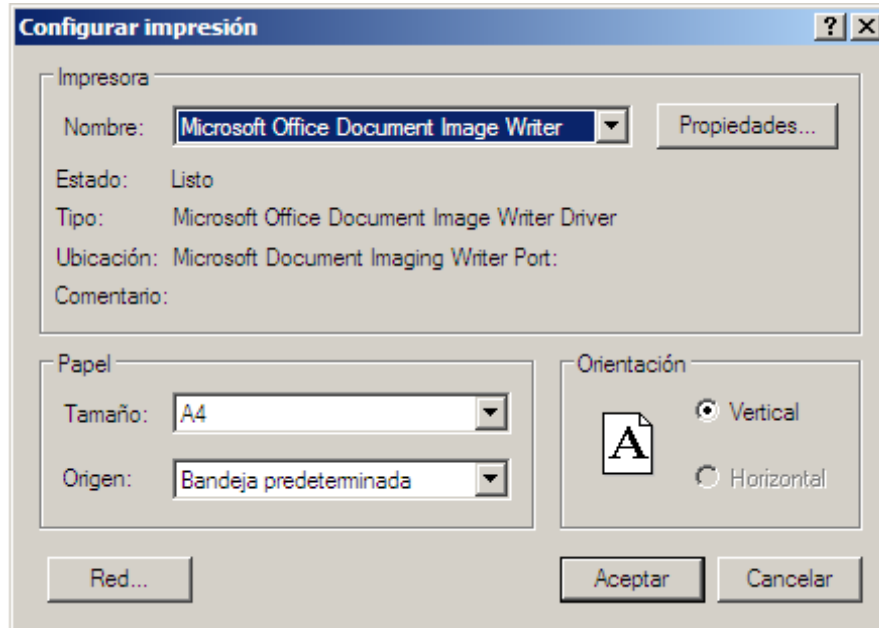 Configurar impresión
Impresora
Nombre: Microsoft Office Document Image Writer Propiedades...
Estado: Listo
Tipo: Microsoft Office Document Image Writer Driver
Ubicación: Microsoft Document Imaging Writer Port:
Comentario:
Papel
Tamaño: A4
Origen: Bandeja predeterminada
Orientación
A
Vertical
Horizontal
Red... Aceptar Cancelar